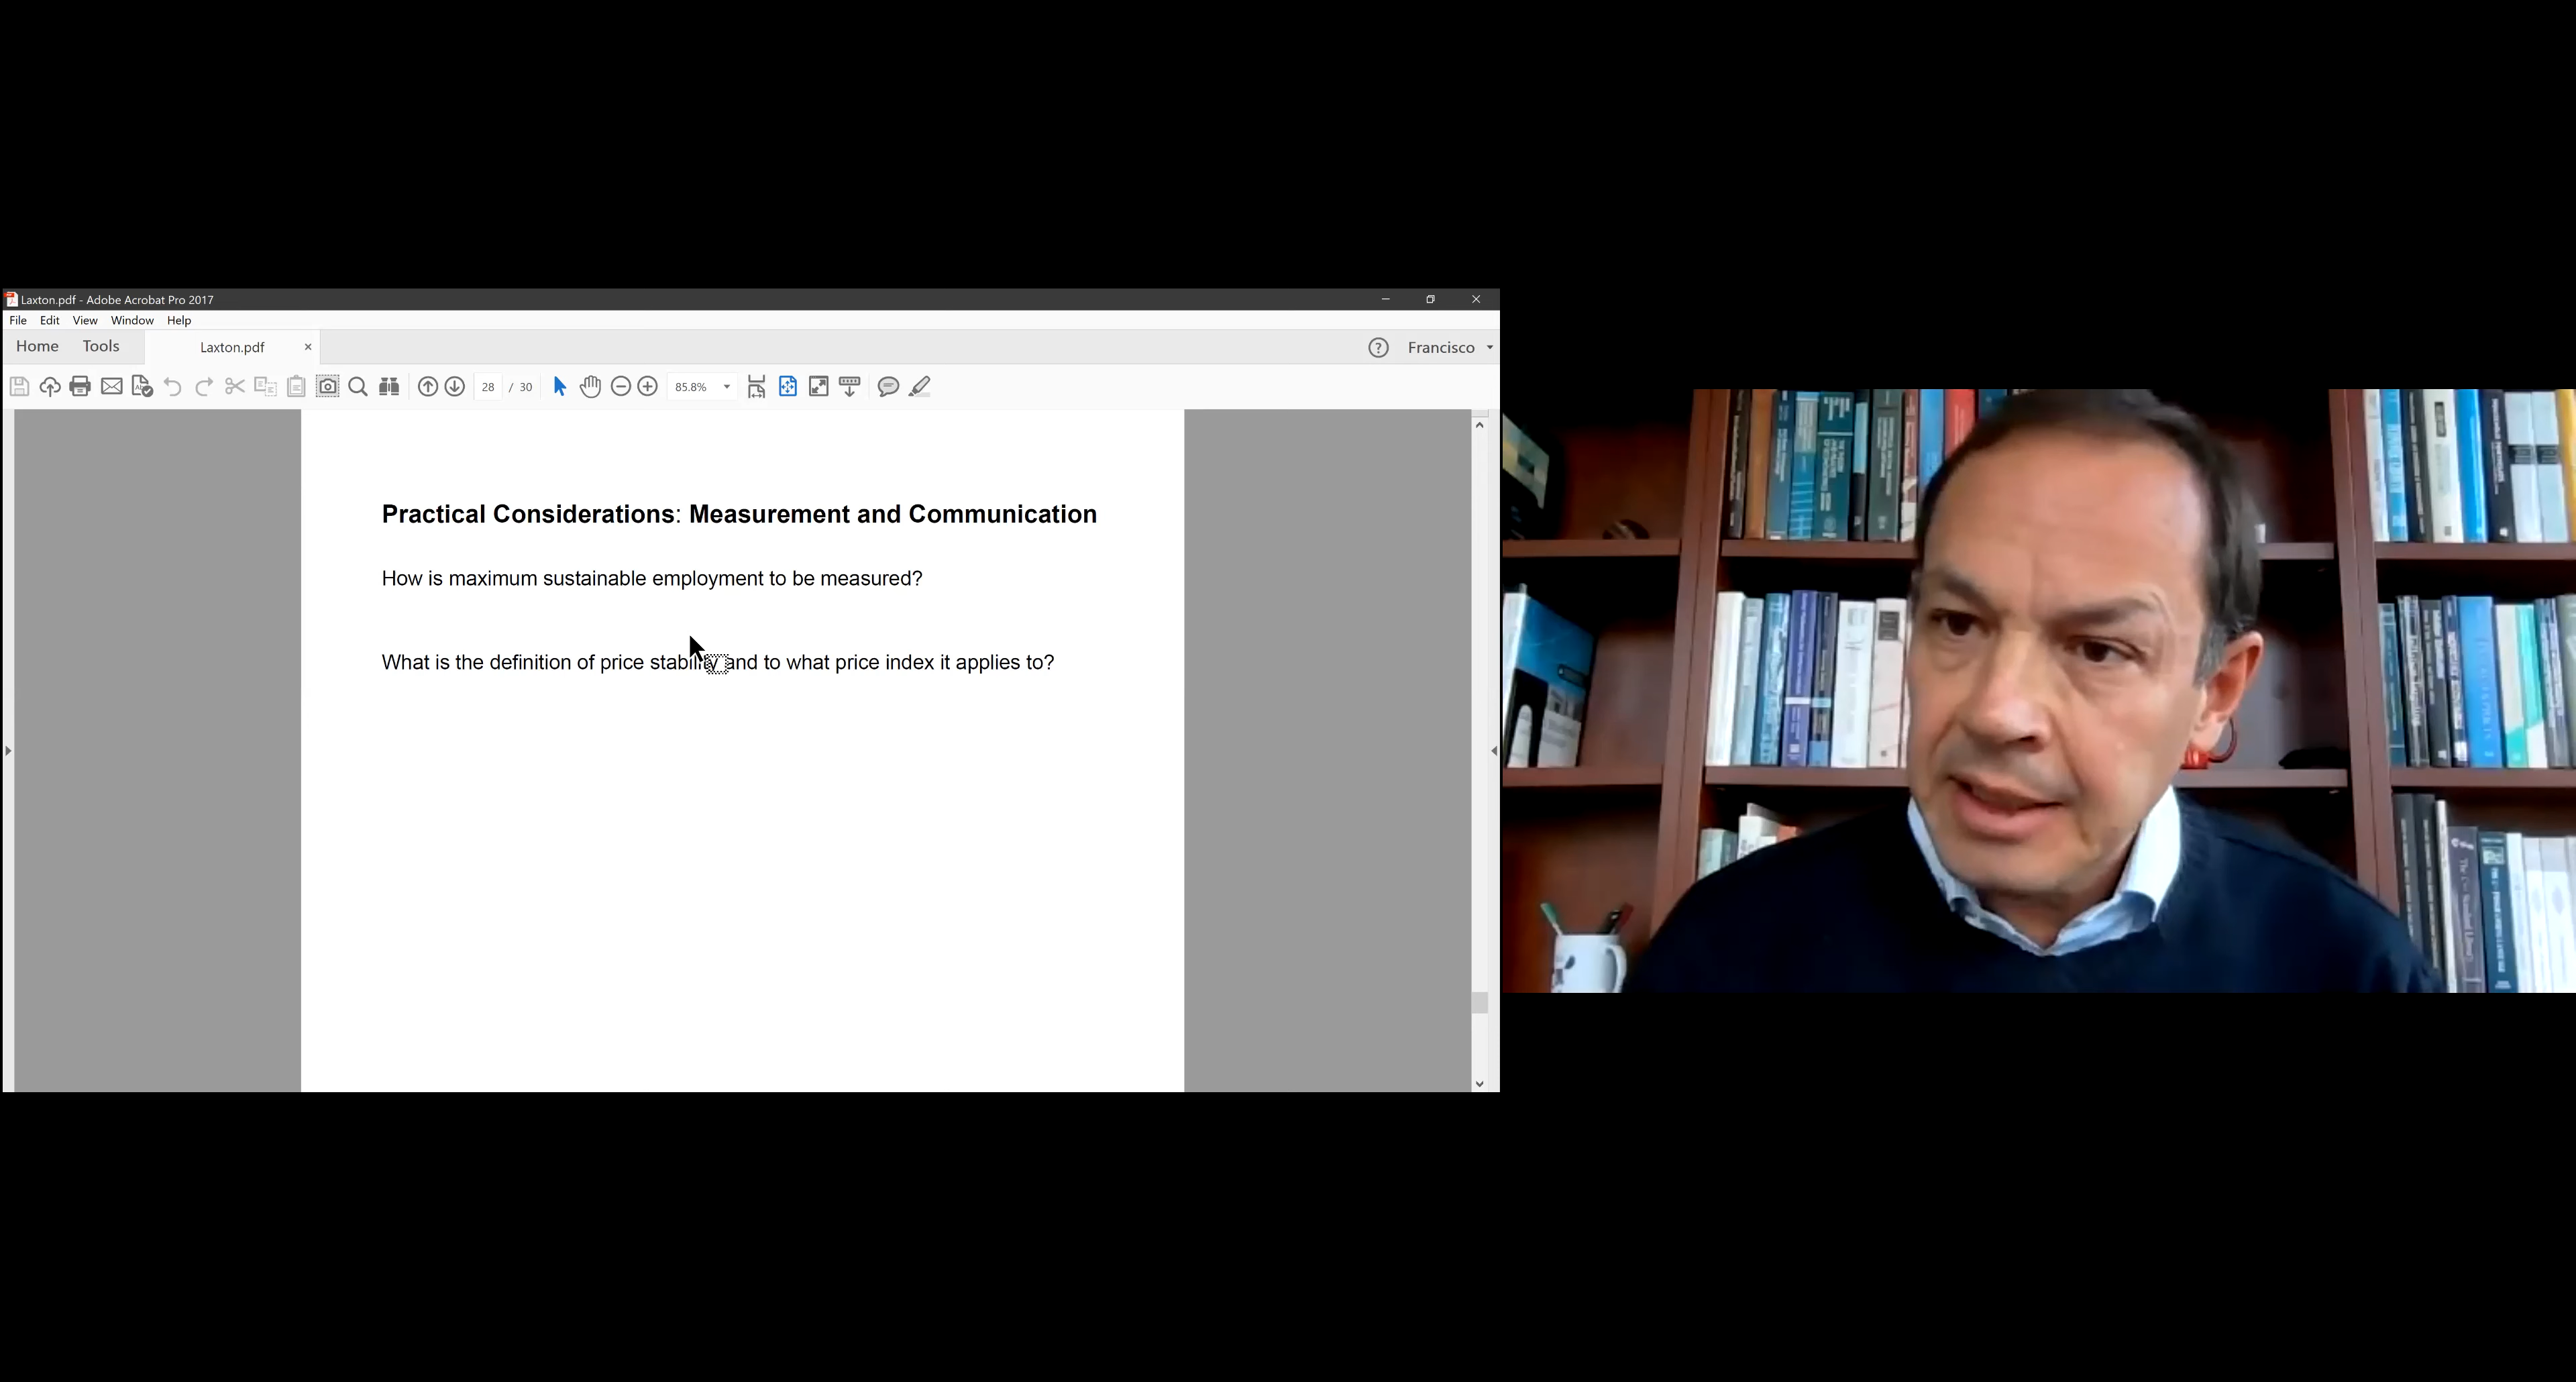 Laxton.pdf - Adobe Acrobat Pro 2017
File Edit View Window Help
Home Tools Laxton.pdf Francisco
28 / 30 85.8%
Practical Considerations: Measurement and Communication
How is maximum sustainable employment to be measured?
What is the definition of price stability and to what price index it applies to?